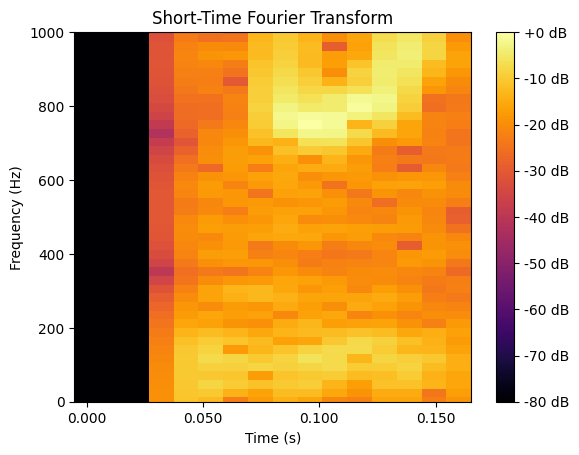 Short-Time Fourier Transform
1000
800
600
400
200
0
Frequency (Hz)
0.000
0.050
0.100
0.150
Time (s)
+0 dB
-10 dB
-20 dB
-30 dB
-40 dB
-50 dB
-60 dB
-70 dB
-80 dB